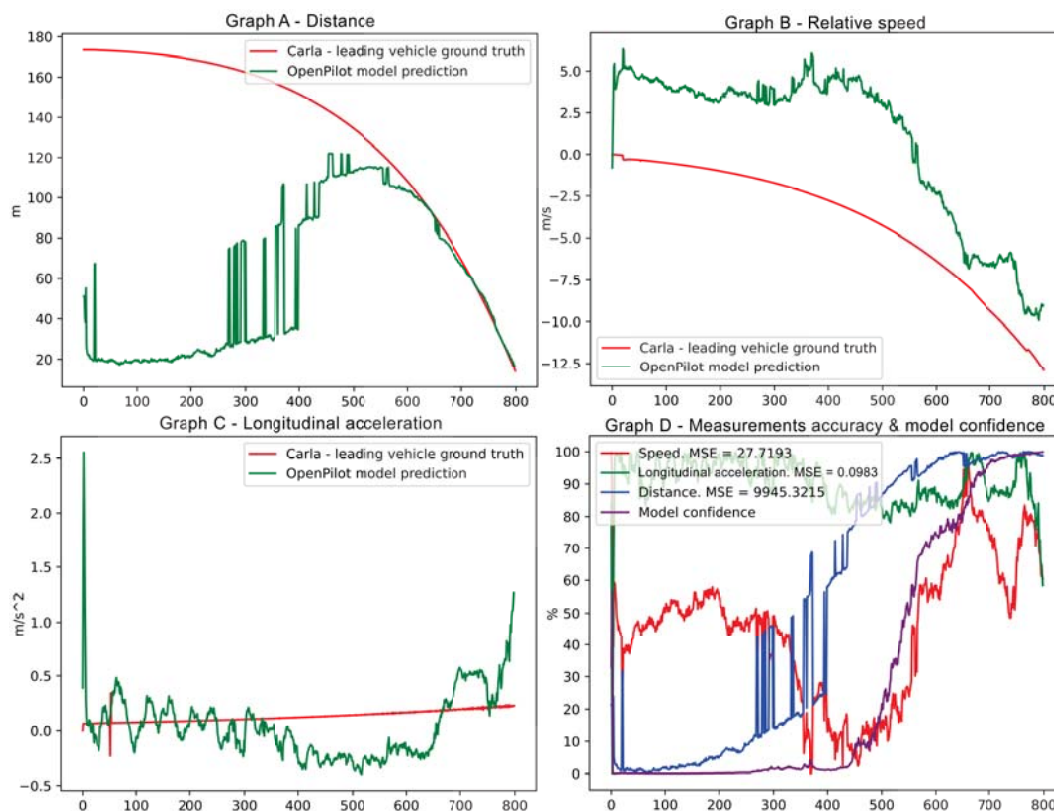 Graph A - Distance
180
160
140
120
100
80
60
40
20
m
Carla - leading vehicle ground truth
OpenPilot model prediction
0 100 200 300 400 500 600 700 800
Graph B - Relative speed
5.0
2.5
0.0
−2.5
−5.0
−7.5
−10.0
−12.5
m/s
Carla - leading vehicle ground truth
OpenPilot model prediction
0 100 200 300 400 500 600 700 800
Graph C - Longitudinal acceleration
2.5
2.0
1.5
1.0
0.5
0.0
−0.5
m/s^2
Carla - leading vehicle ground truth
OpenPilot model prediction
0 100 200 300 400 500 600 700 800
Graph D - Measurements accuracy & model confidence
100
90
80
70
60
50
40
30
20
10
0
%
Speed. MSE = 27.7193
Longitudinal acceleration. MSE = 0.0983
Distance. MSE = 9945.3215
Model confidence
0 100 200 300 400 500 600 700 800